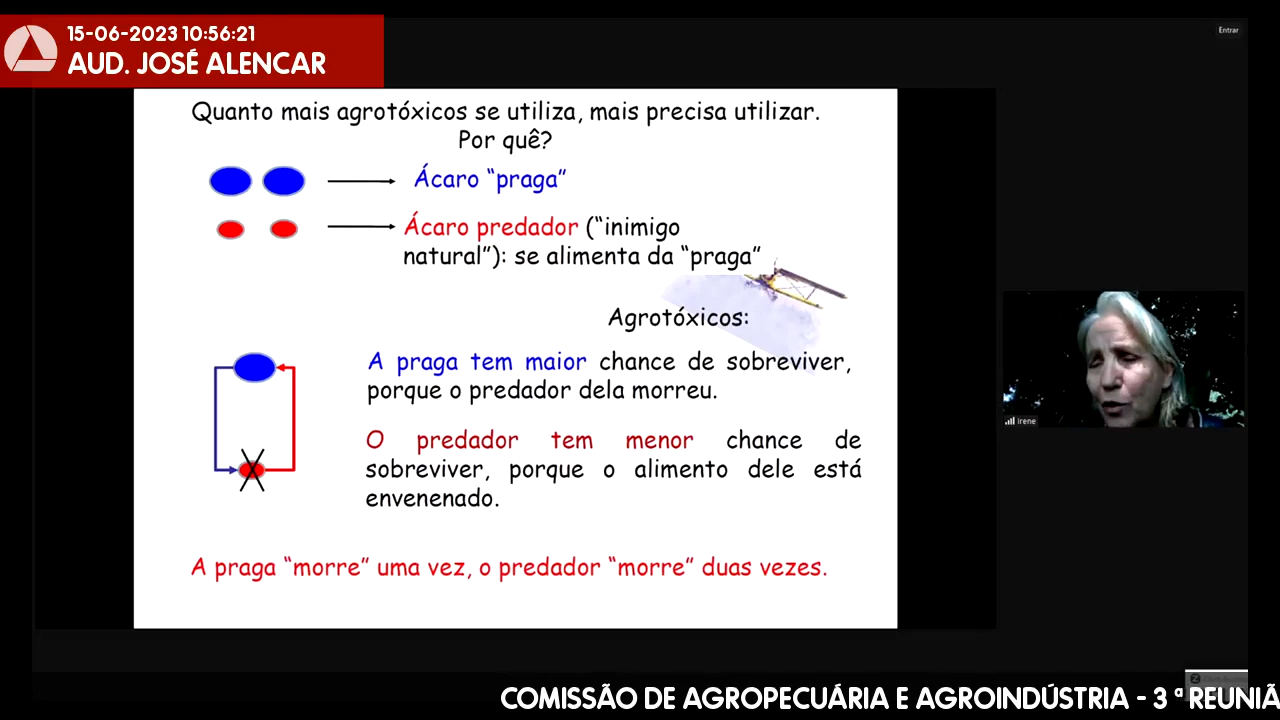 15-06-2023 10:56:21
AUD. JOSÉ ALENCAR
Entrar
Quanto mais agrotóxicos se utiliza, mais precisa utilizar.
Por quê?
Ácaro “praga”
Ácaro predador (“inimigo
natural”): se alimenta da “praga”
Agrotóxicos:
A praga tem maior chance de sobreviver,
porque o predador dela morreu.
O predador tem menor chance de
sobreviver, porque o alimento dele está
envenenado.
A praga “morre” uma vez, o predador “morre” duas vezes.
Irene
COMISSÃO DE AGROPECUÁRIA E AGROINDÚSTRIA - 3 ª REUNIÃ